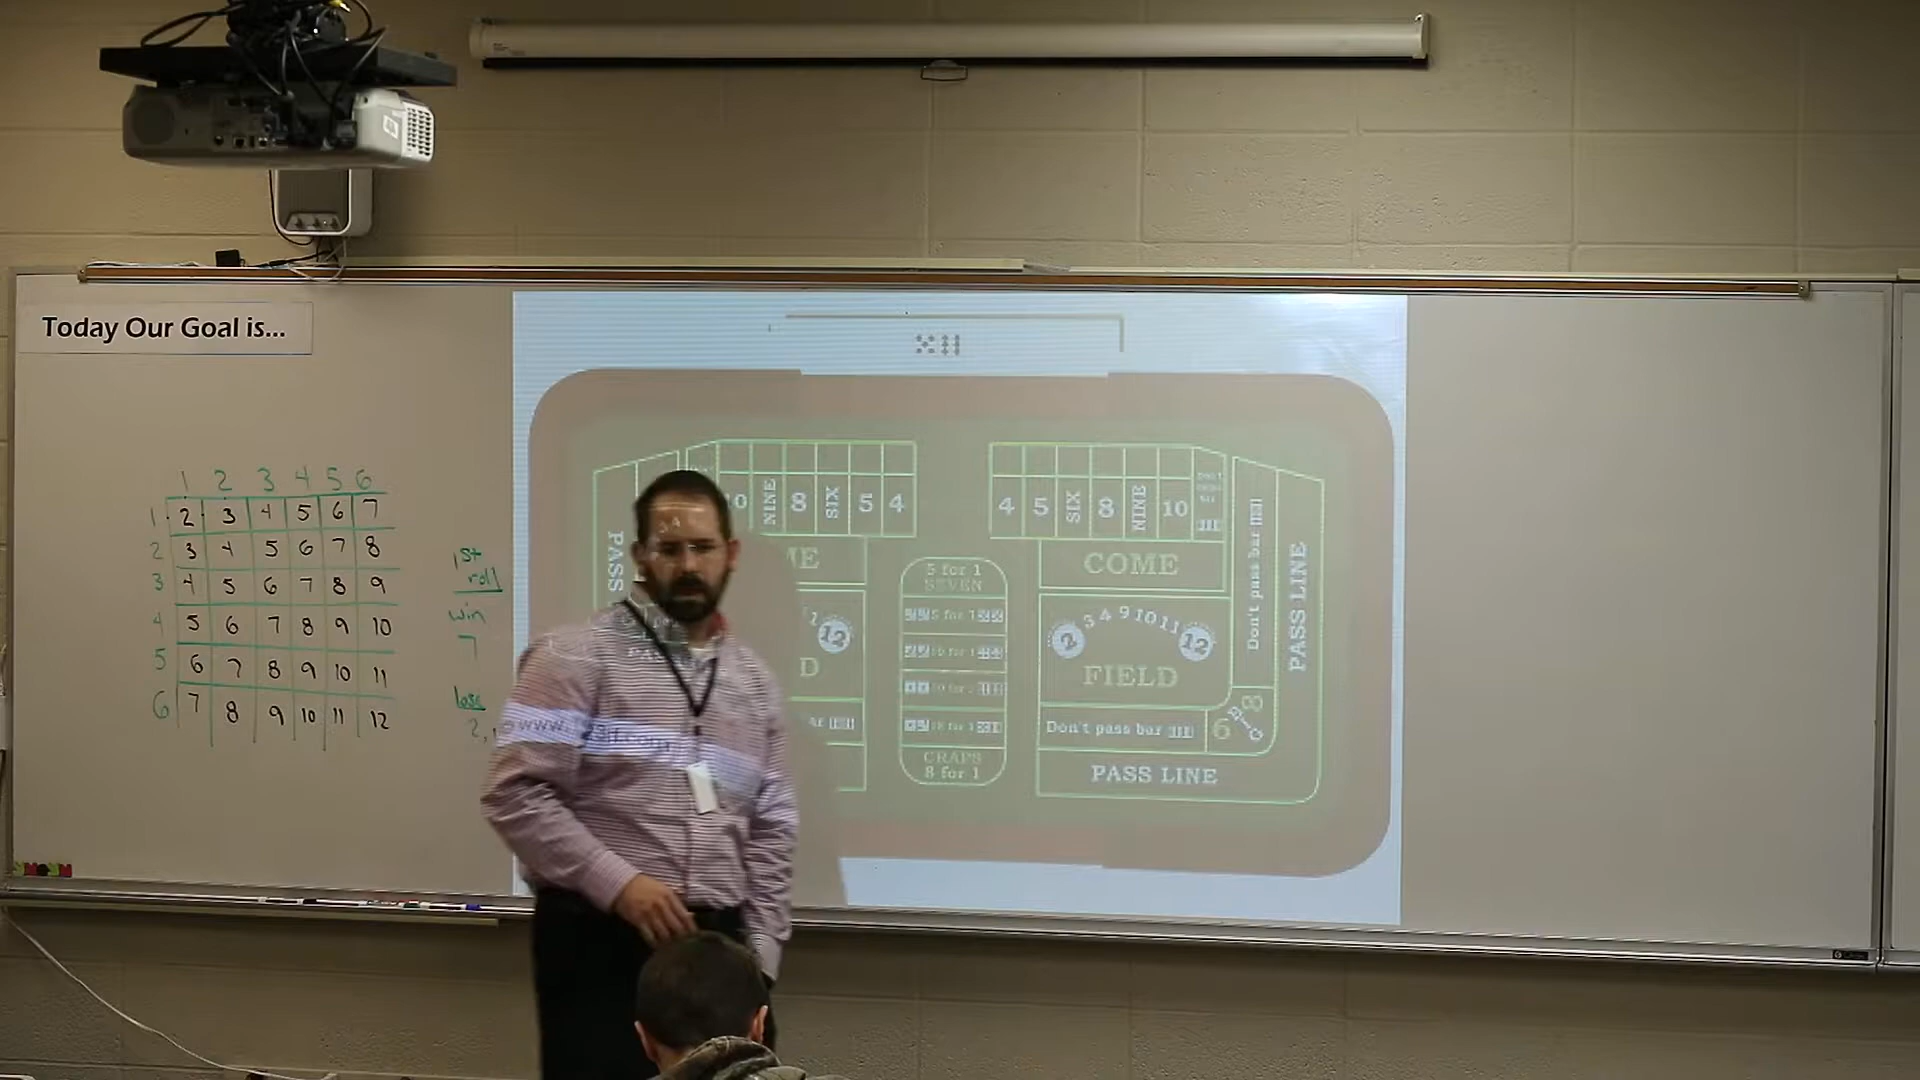 Today Our Goal is...
1 2 3 4 5 6
1 2 3 4 5 6 7
2 3 4 5 6 7 8
3 4 5 6 7 8 9
4 5 6 7 8 9 10
5 6 7 8 9 10 11
6 7 8 9 10 11 12
1st
roll
win
7
lose
2,
PASS
NINE 8 SIX 5 4
12
4 5 SIX 8 NINE 10
COME
2 3 4 9 10 11 12
FIELD
Don't pass bar
PASS LINE
Don't pass bar
PASS LINE
6 8
BIG
5 for 1
SEVEN
CRAPS
8 for 1
www.